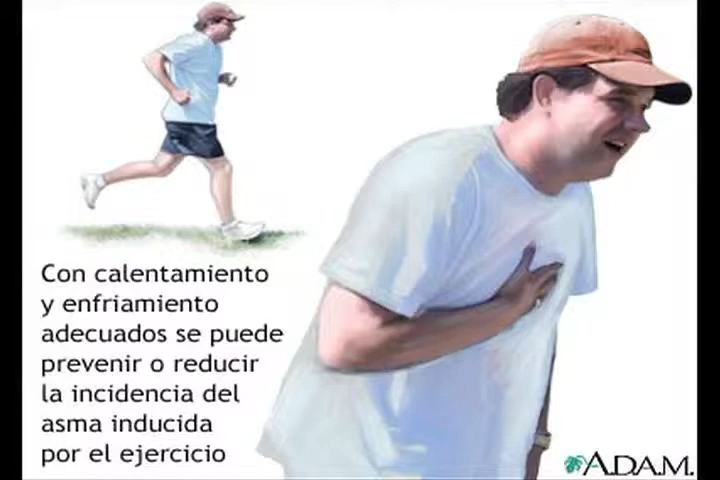 Con calentamiento
y enfriamiento
adecuados se puede
prevenir o reducir
la incidencia del
asma inducida
por el ejercicio
A.D.A.M.